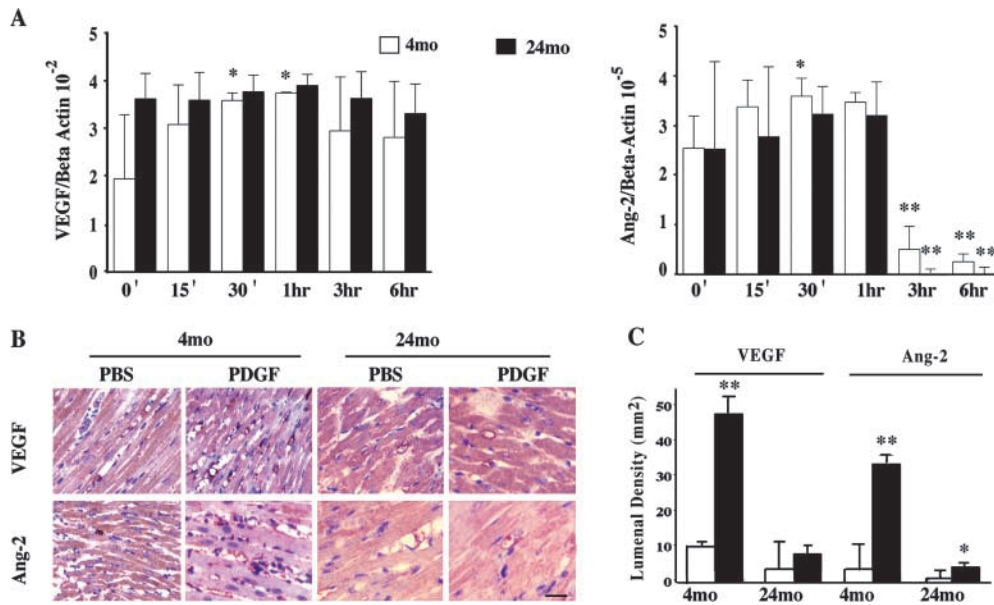 A
4mo
24mo
VEGF/Beta Actin 10-2
4
3
2
1
0
* *
0' 15' 30' 1hr 3hr 6hr
Ang-2/Beta-Actin 10-5
5
4
3
2
1
0
*
** ** ** **
0' 15' 30' 1hr 3hr 6hr
B
4mo 24mo
PBS PDGF PBS PDGF
VEGF
Ang-2
C
VEGF Ang-2
Lumenal Density (mm2)
50
30
10
0
** ** *
4mo 24mo 4mo 24mo